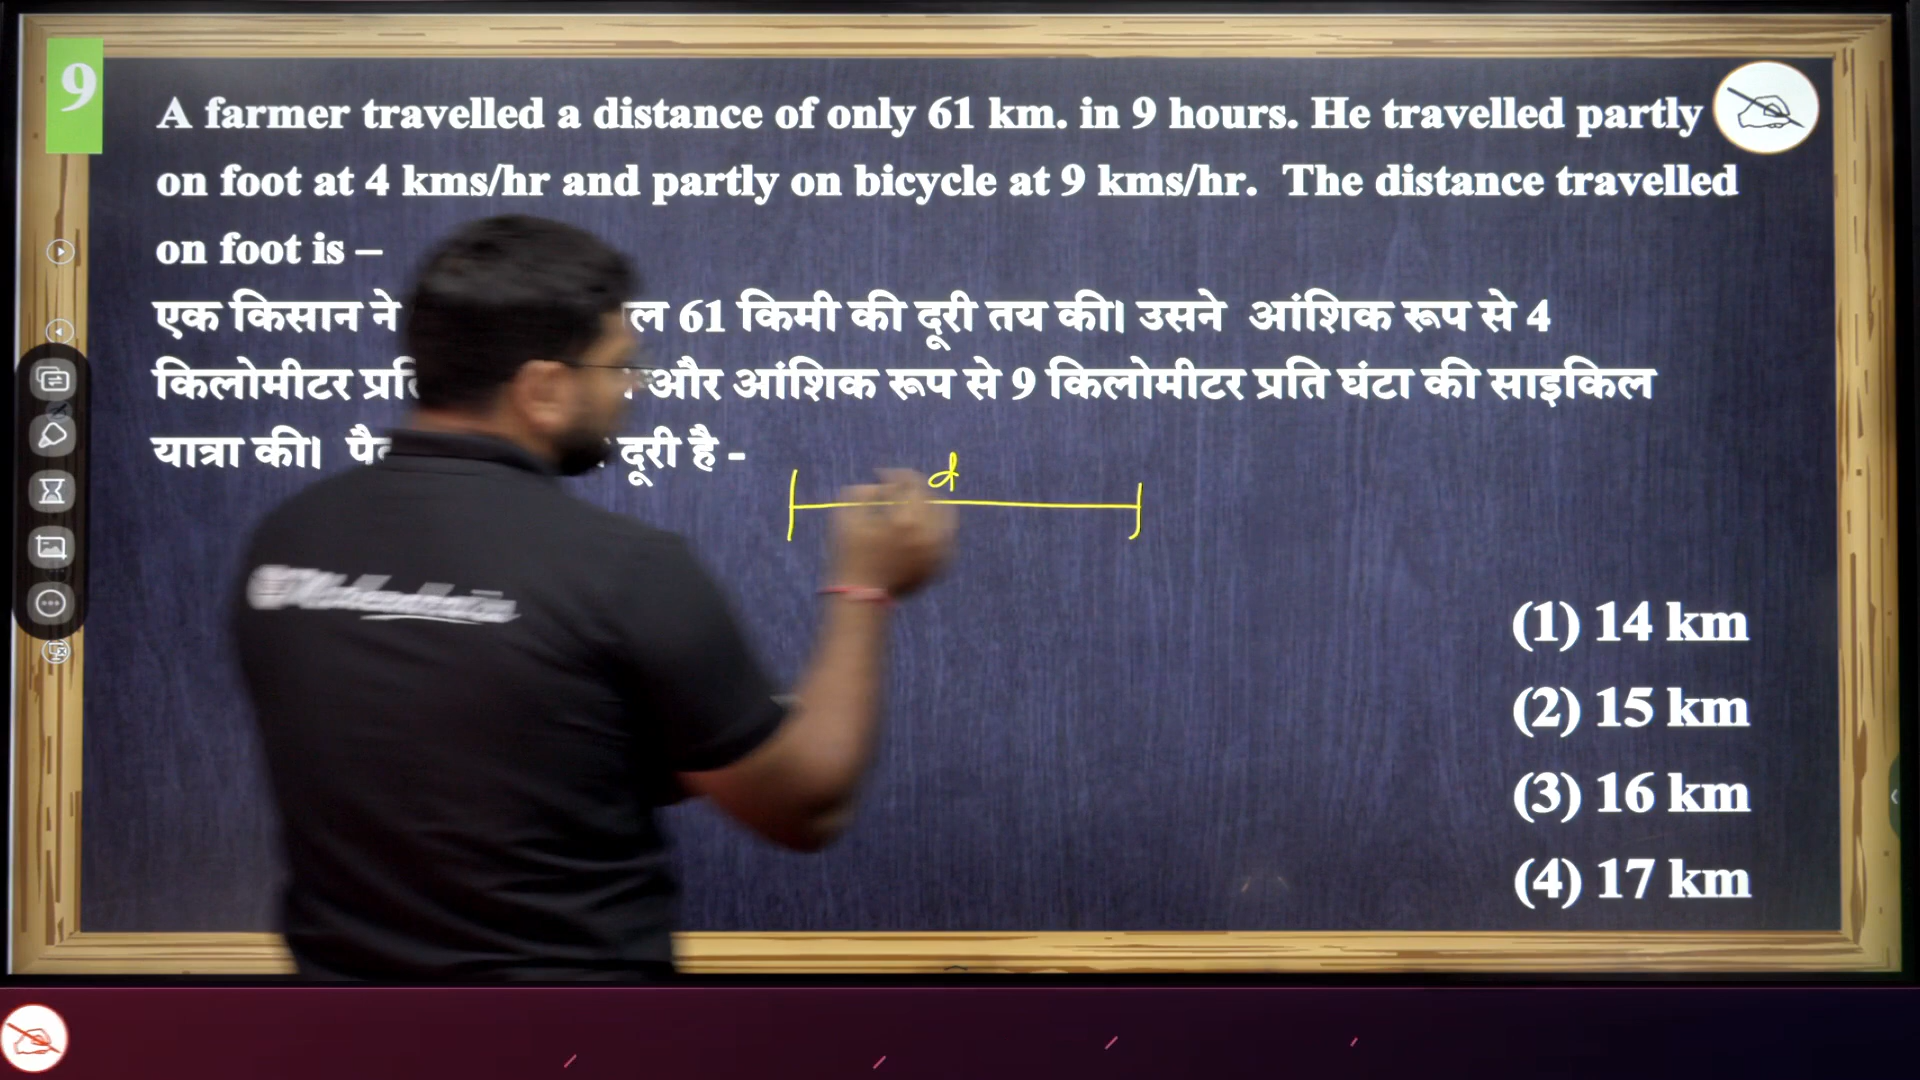 9
A farmer travelled a distance of only 61 km. in 9 hours. He travelled partly
on foot at 4 kms/hr and partly on bicycle at 9 kms/hr. The distance travelled
on foot is –
एक किसान ने 61 किमी की दूरी तय की। उसने आंशिक रूप से 4
किलोमीटर और आंशिक रूप से 9 किलोमीटर प्रति घंटा की साइकिल
यात्रा की। दूरी है -
d
(1) 14 km
(2) 15 km
(3) 16 km
(4) 17 km